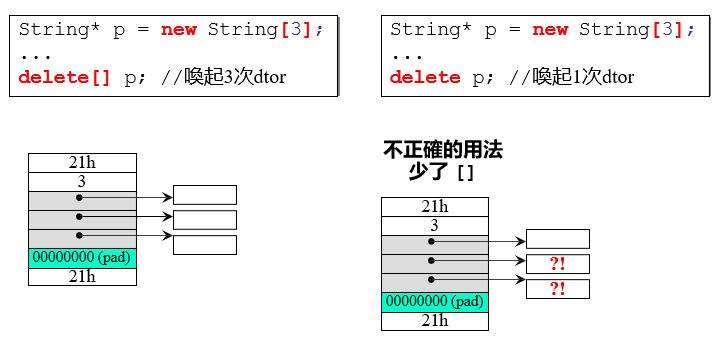 String* p = new String[3];
...
delete[] p; //喚起3次dtor
String* p = new String[3];
...
delete p; //喚起1次dtor
21h
3
00000000 (pad)
21h
不正確的用法
少了 []
21h
3
?!
?!
00000000 (pad)
21h